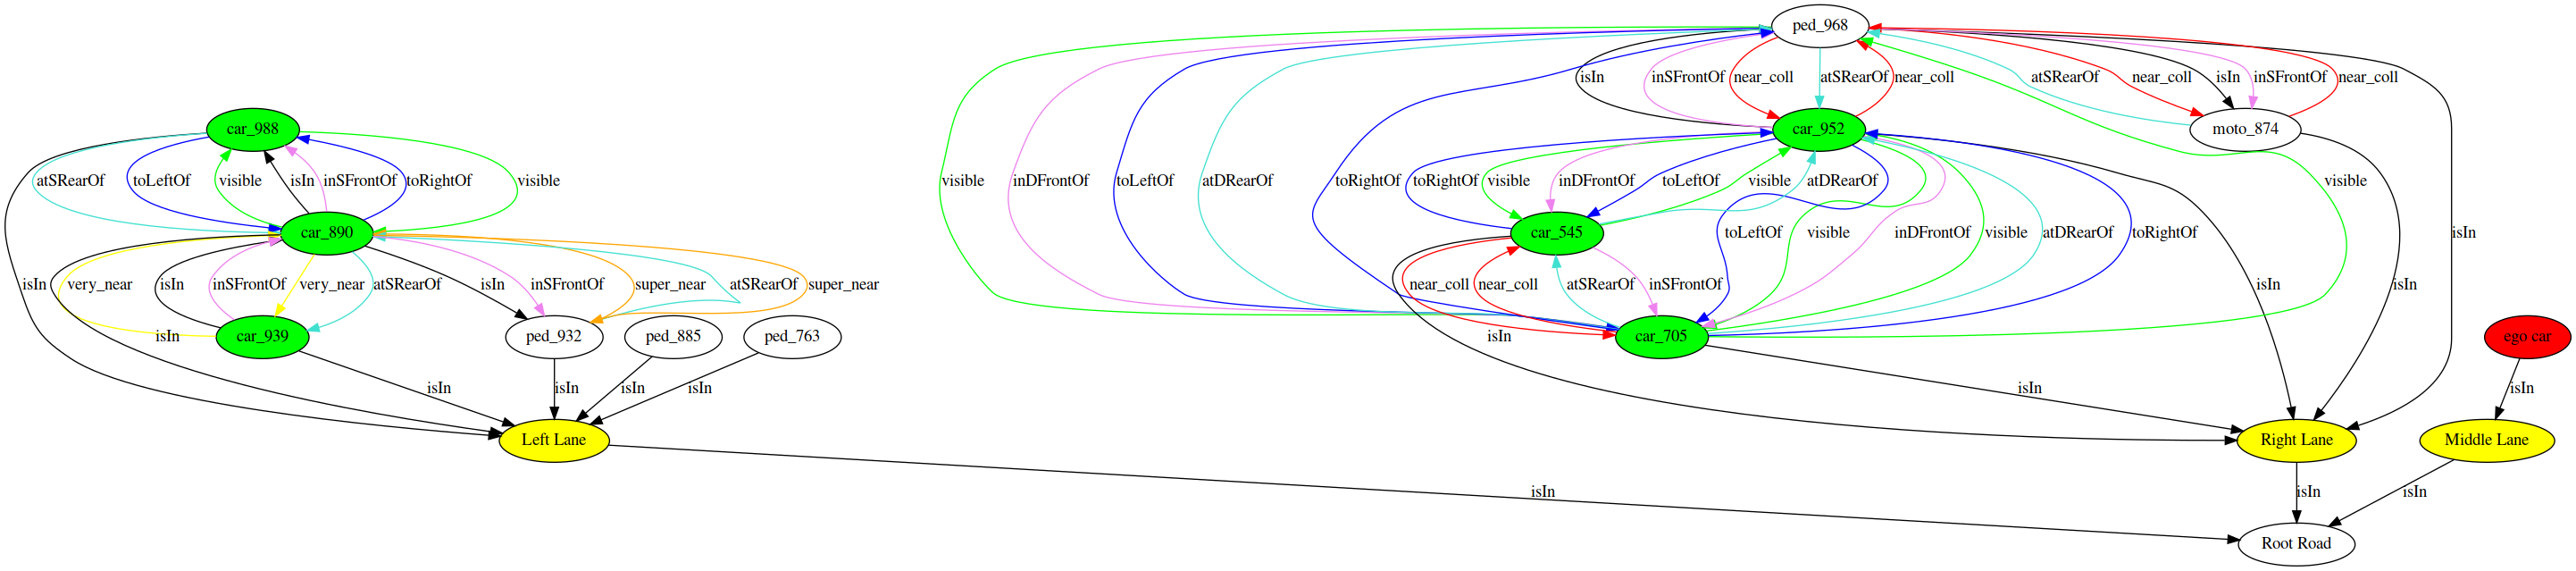 ped_968
isIn
inSFrontOf
near_coll
atSRearOf
near_coll
atSRearOf
near_coll
isIn
inSFrontOf
near_coll
car_988
car_952
moto_874
atSRearOf
toLeftOf
visible
isIn
inSFrontOf
toRightOf
visible
visible
inDFrontOf
toLeftOf
atDRearOf
toRightOf
toRightOf
visible
inDFrontOf
toLeftOf
visible
atDRearOf
visible
car_890
car_545
toLeftOf
visible
inDFrontOf
visible
atDRearOf
toRightOf
isIn
isIn
very_near
isIn
inSFrontOf
very_near
atSRearOf
isIn
inSFrontOf
super_near
atSRearOf
super_near
near_coll
near_coll
atSRearOf
inSFrontOf
isIn
isIn
isIn
car_939
ped_932
ped_885
ped_763
isIn
car_705
ego car
isIn
isIn
isIn
isIn
isIn
isIn
Left Lane
Right Lane
Middle Lane
isIn
isIn
isIn
Root Road